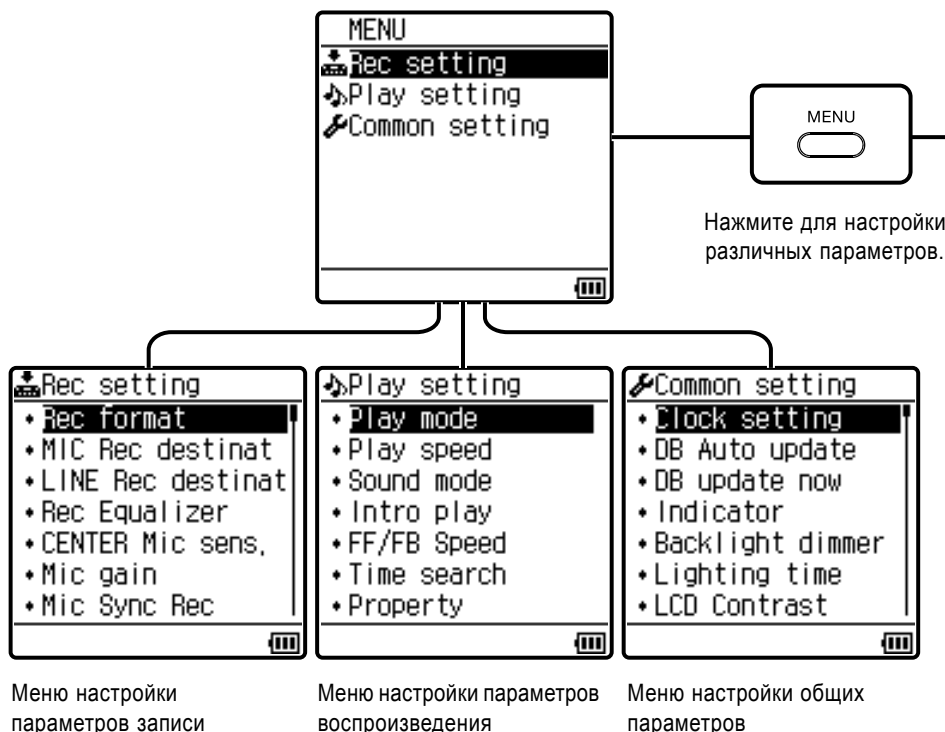 MENU
Rec setting
Play setting
Common setting
MENU
Нажмите для настройки
различных параметров.
Rec setting
• Rec format
• MIC Rec destinat
• LINE Rec destinat
• Rec Equalizer
• CENTER Mic sens,
• Mic gain
• Mic Sync Rec
Меню настройки
параметров записи
Play setting
• Play mode
• Play speed
• Sound mode
• Intro play
• FF/FB Speed
• Time search
• Property
Меню настройки параметров
воспроизведения
Common setting
• Clock setting
• DB Auto update
• DB update now
• Indicator
• Backlight dimmer
• Lighting time
• LCD Contrast
Меню настройки общих
параметров